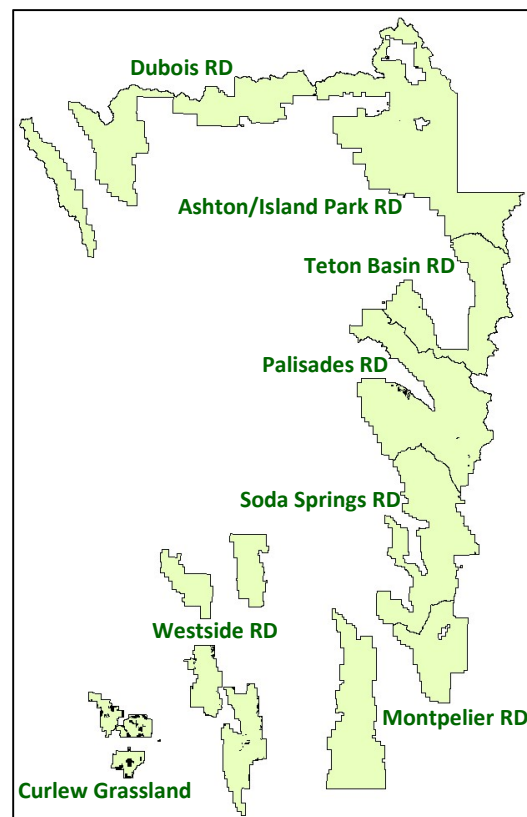 Dubois RD
Ashton/Island Park RD
Teton Basin RD
Palisades RD
Soda Springs RD
Westside RD
Montpelier RD
Curlew Grassland